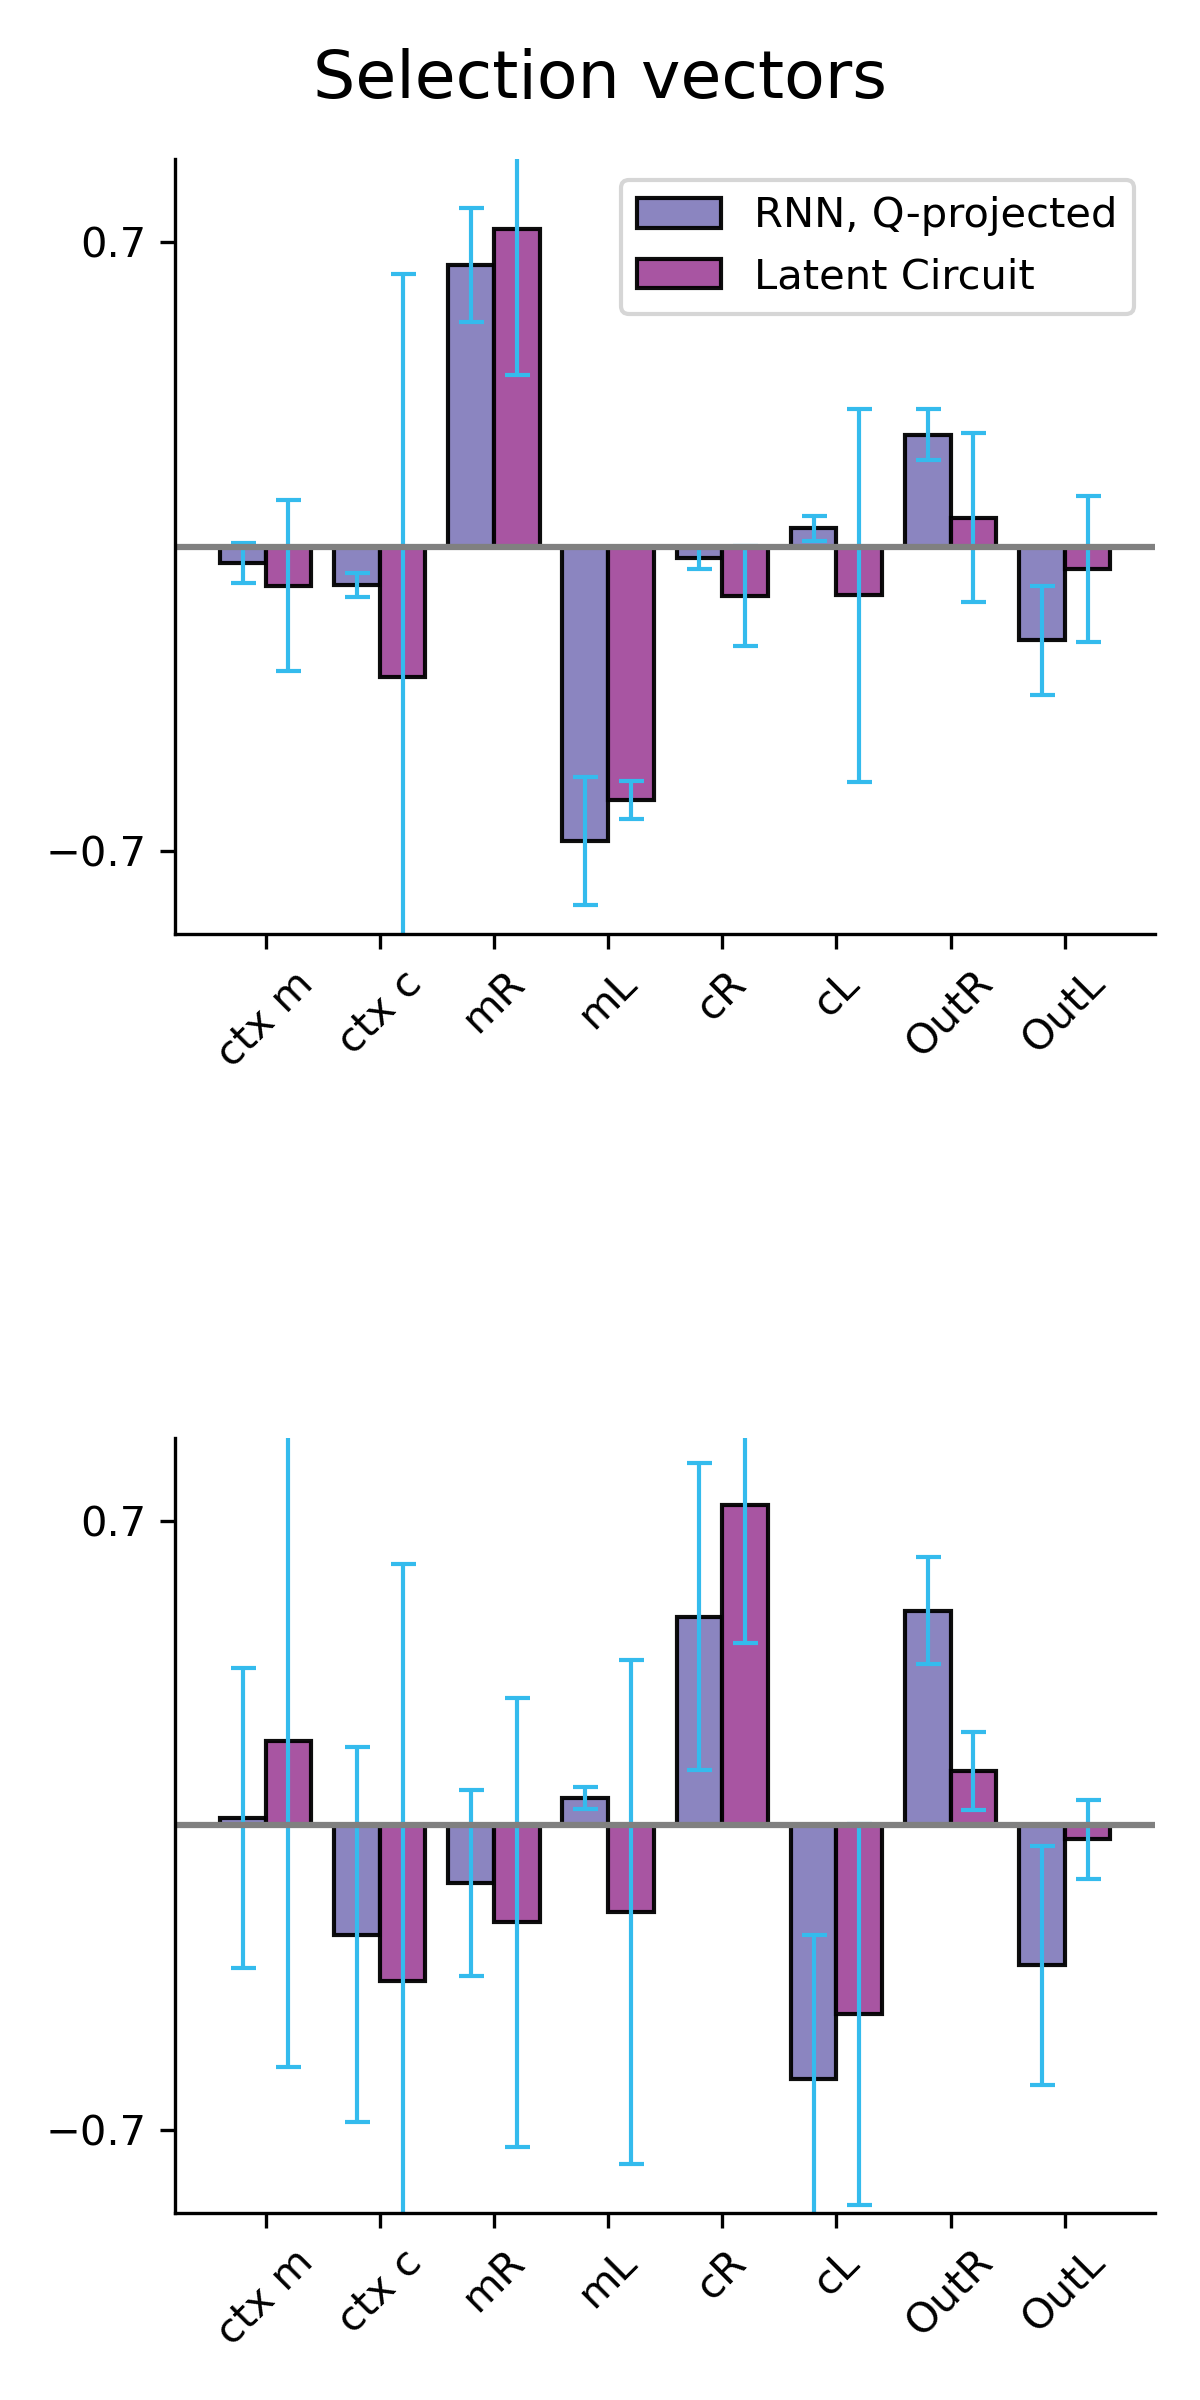 Selection vectors
RNN, Q-projected
Latent Circuit
0.7
−0.7
ctx m
ctx c
mR
mL
cR
cL
OutR
OutL
0.7
−0.7
ctx m
ctx c
mR
mL
cR
cL
OutR
OutL